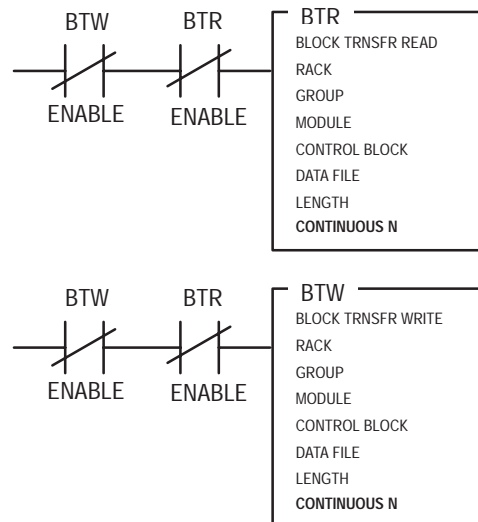 BTW BTR BTR
BLOCK TRNSFR READ
RACK
GROUP
MODULE
CONTROL BLOCK
DATA FILE
LENGTH
CONTINUOUS N
ENABLE ENABLE
BTW BTR BTW
BLOCK TRNSFR WRITE
RACK
GROUP
MODULE
CONTROL BLOCK
DATA FILE
LENGTH
CONTINUOUS N
ENABLE ENABLE